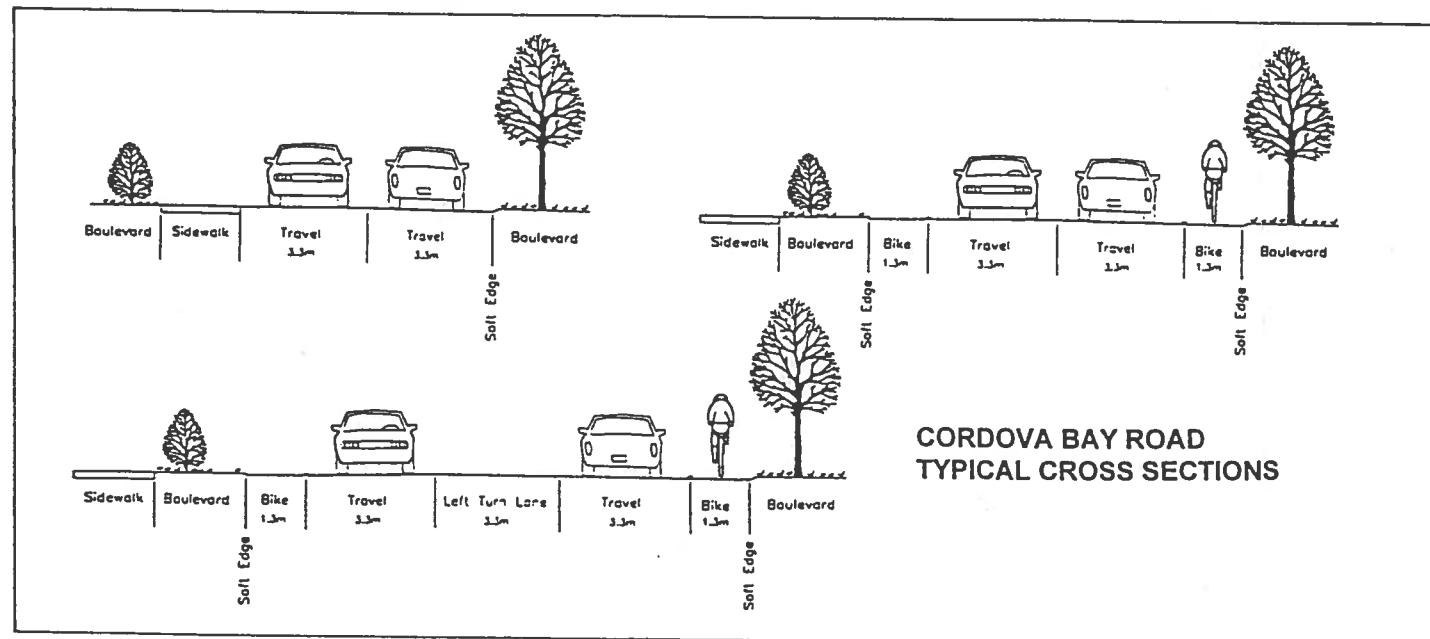 Boulevard Sidewalk Travel Travel Boulevard
3.3m 3.3m
Soft Edge
Sidewalk Boulevard Bike Travel Travel Bike Boulevard
1.3m 3.3m 3.3m 1.3m
Soft Edge Soft Edge
Sidewalk Boulevard Bike Travel Left Turn Lane Travel Bike Boulevard
1.3m 3.3m 3.3m 3.3m 1.3m
Soft Edge Soft Edge
CORDOVA BAY ROAD
TYPICAL CROSS SECTIONS